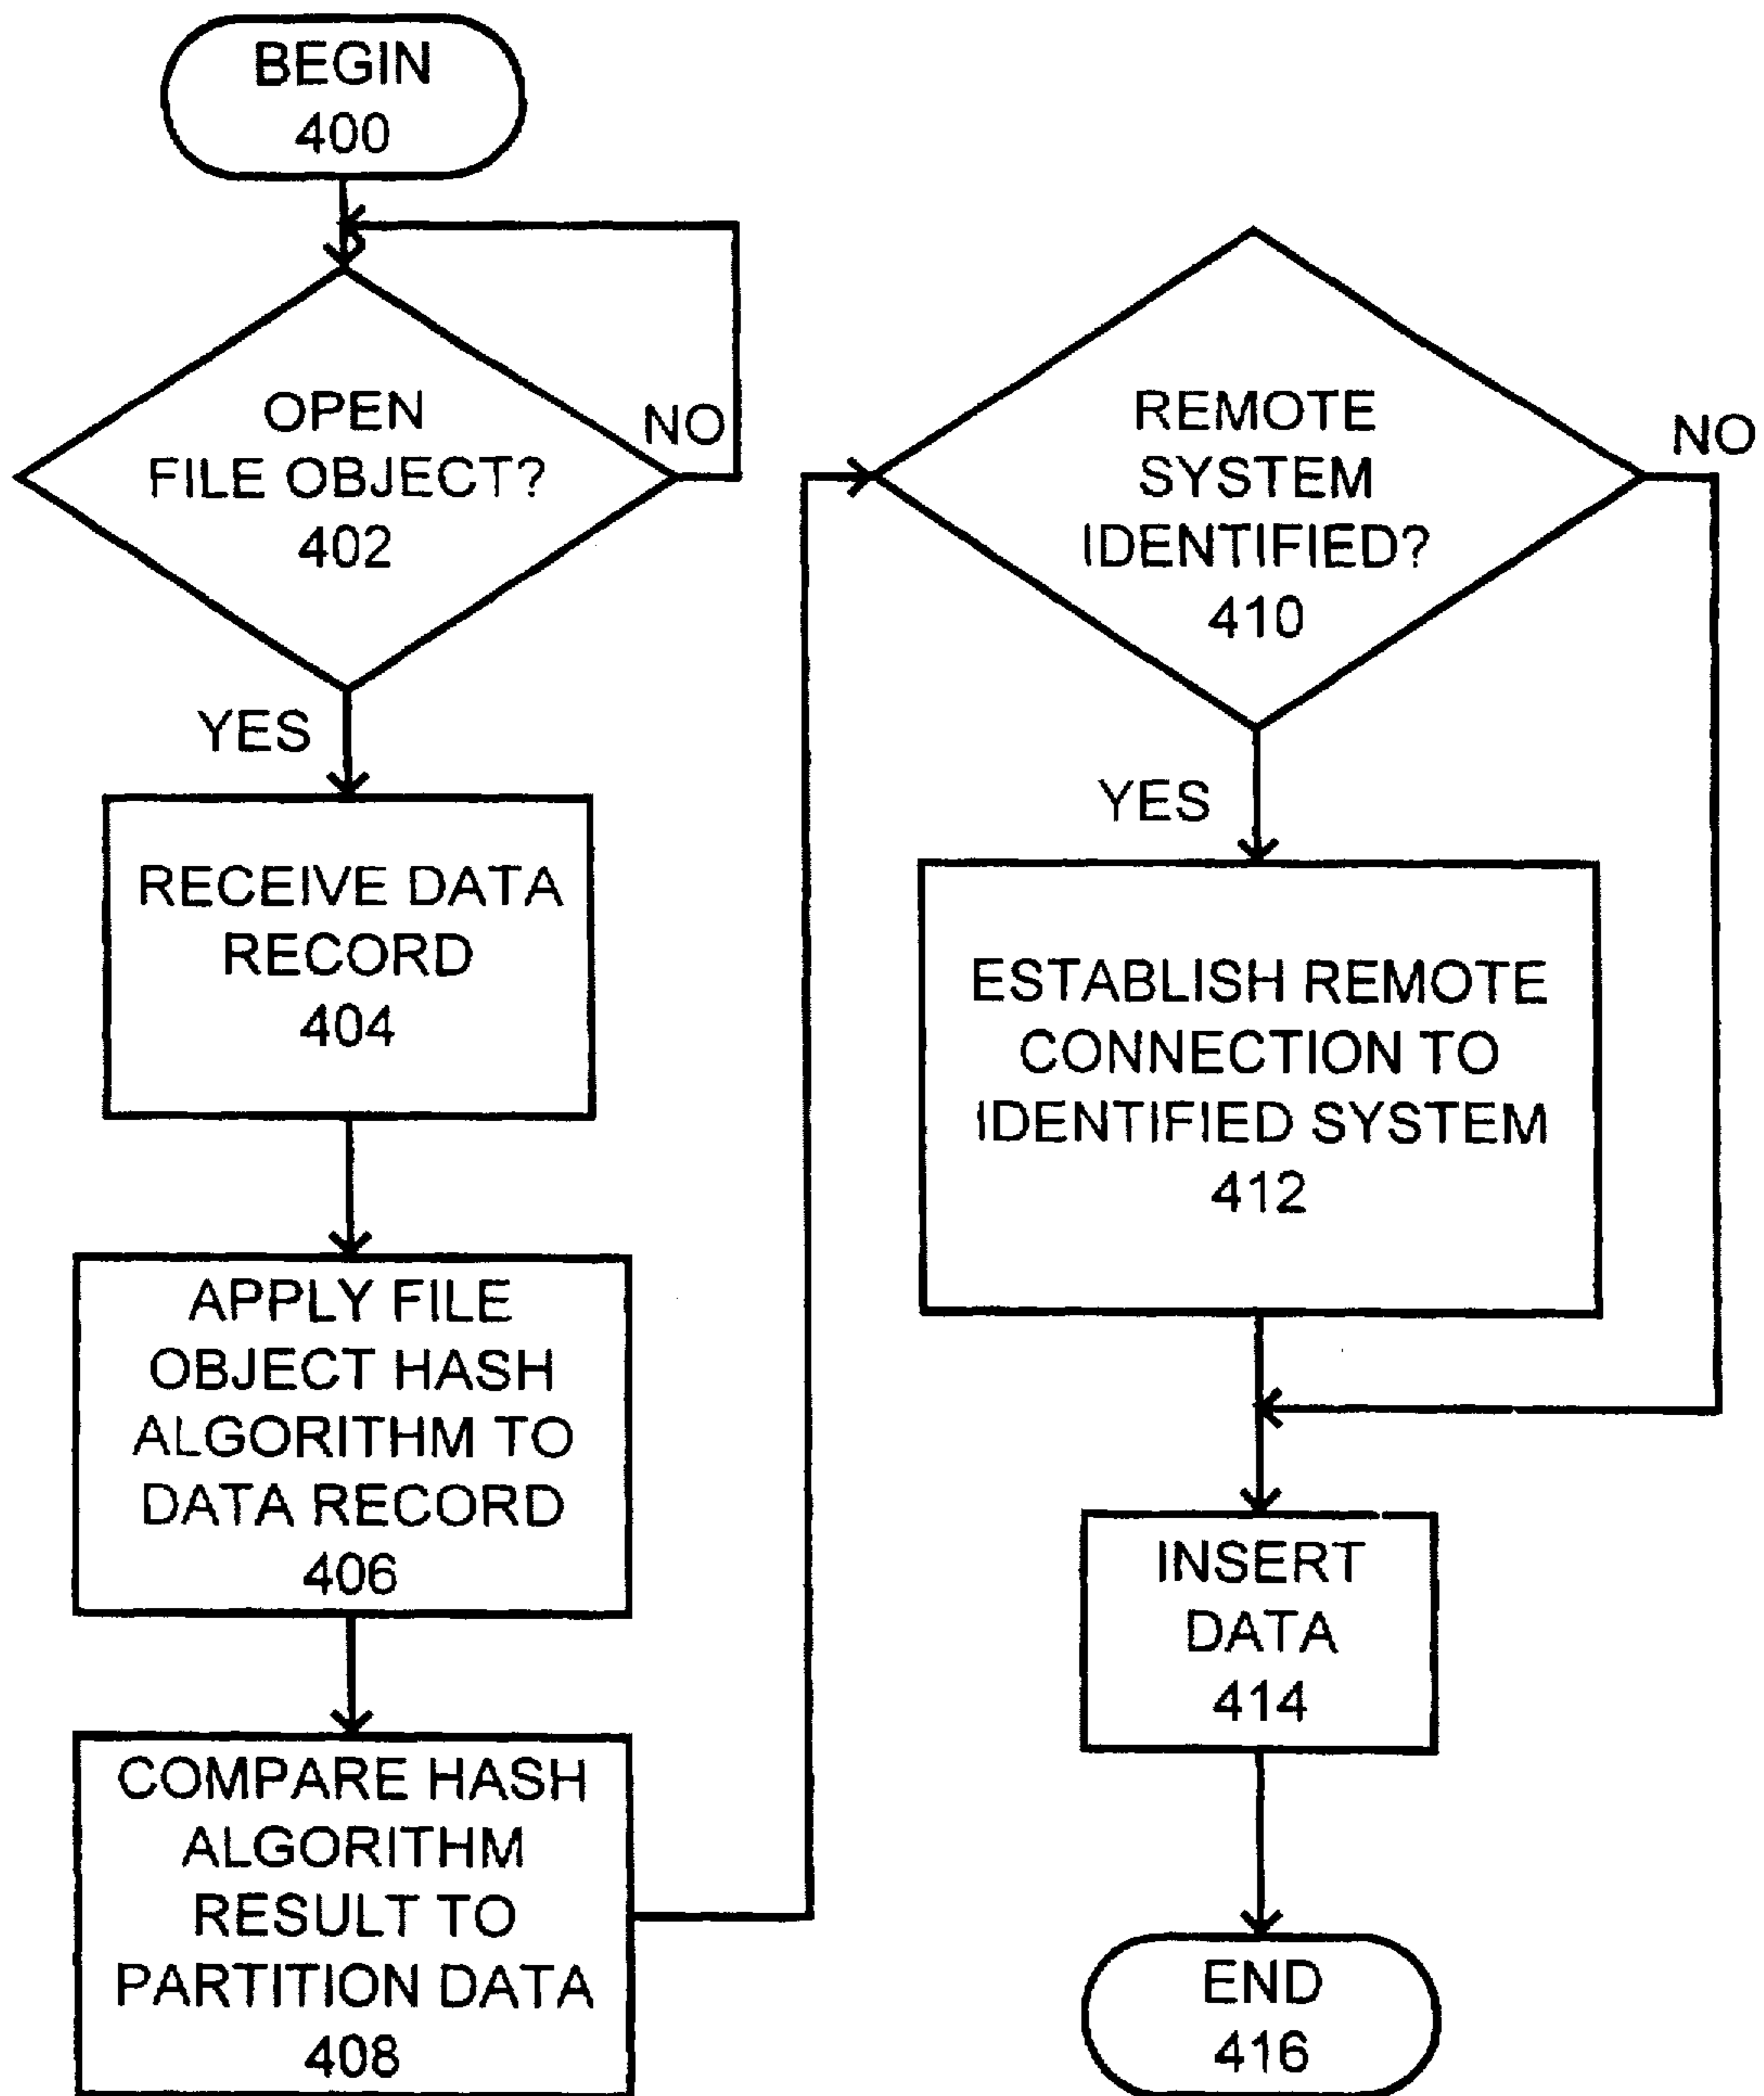 BEGIN
400
OPEN
FILE OBJECT?
402
NO
YES
RECEIVE DATA
RECORD
404
APPLY FILE
OBJECT HASH
ALGORITHM TO
DATA RECORD
406
COMPARE HASH
ALGORITHM
RESULT TO
PARTITION DATA
408
REMOTE
SYSTEM
IDENTIFIED?
410
NO
YES
ESTABLISH REMOTE
CONNECTION TO
IDENTIFIED SYSTEM
412
INSERT
DATA
414
END
416